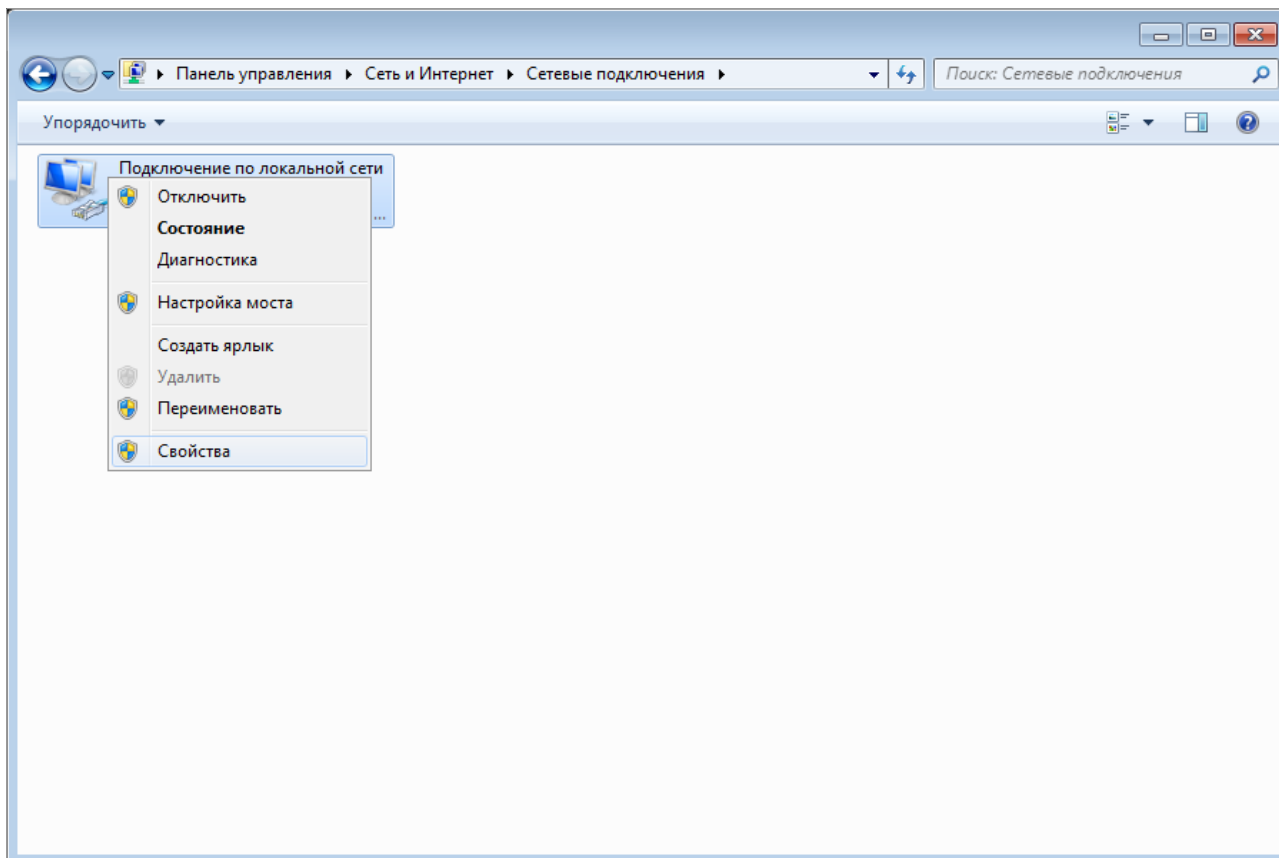 Панель управления Сеть и Интернет Сетевые подключения Поиск: Сетевые подключения
Упорядочить
Подключение по локальной сети
...
Отключить
Состояние
Диагностика
Настройка моста
Создать ярлык
Удалить
Переименовать
Свойства